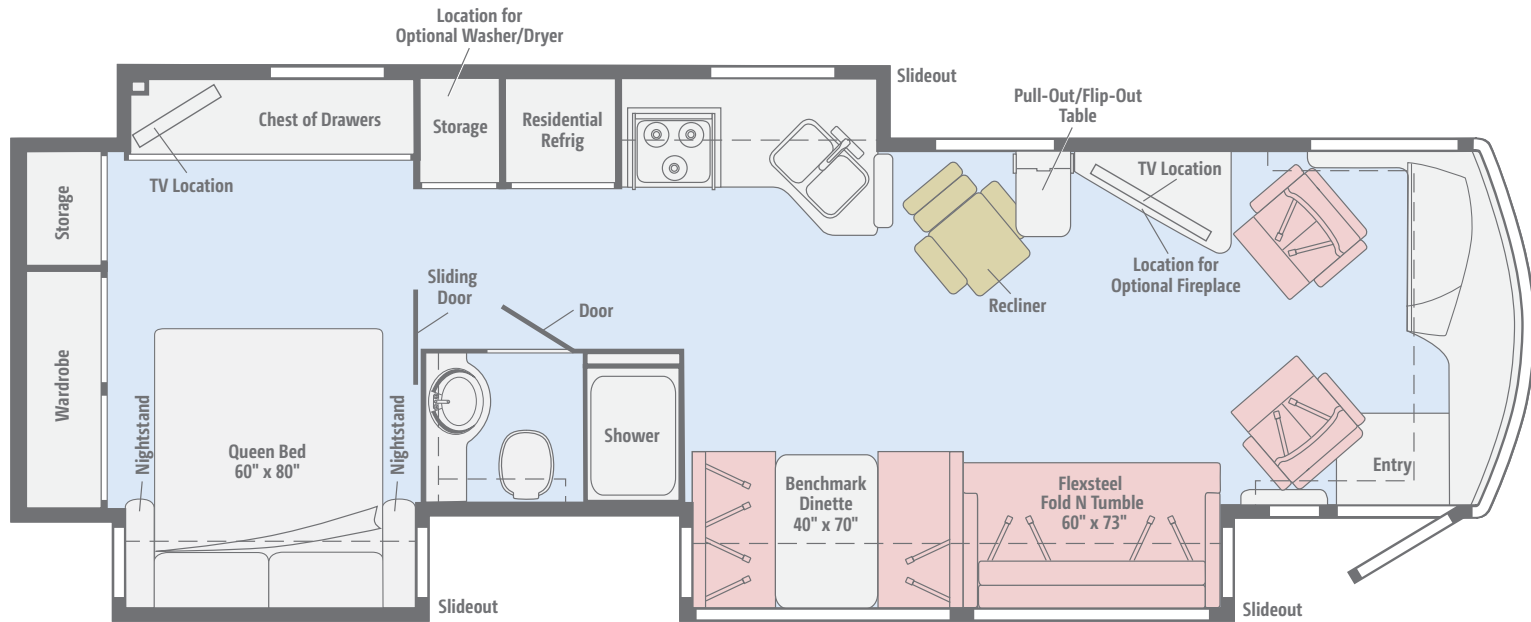 Location for
Optional Washer/Dryer
Slideout
Pull-Out/Flip-Out
Table
Chest of Drawers
Storage
Residential
Refrig
TV Location
TV Location
Storage
Sliding
Door
Door
Recliner
Location for
Optional Fireplace
Wardrobe
Nightstand
Queen Bed
60" x 80"
Nightstand
Shower
Benchmark
Dinette
40" x 70"
Flexsteel
Fold N Tumble
60" x 73"
Entry
Slideout
Slideout